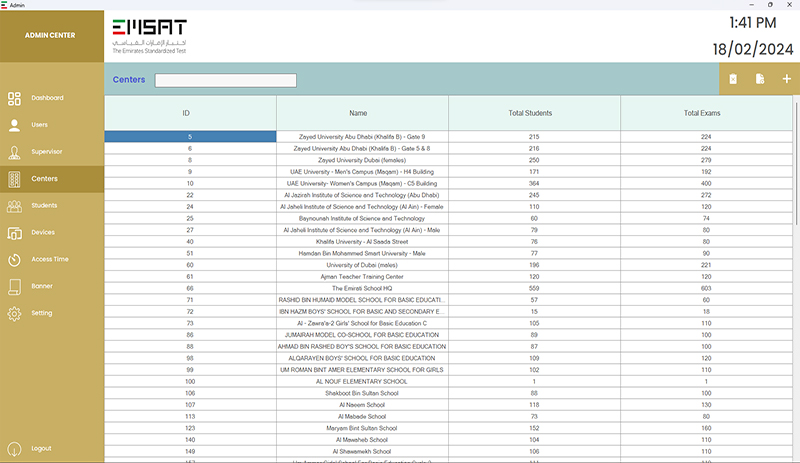 Admin
ADMIN CENTER
EMSAT
اختبار الإمارات القياسي
The Emirates Standardized Test
1:41 PM
18/02/2024
Centers
Dashboard
Users
Supervisor
Centers
Students
Devices
Access Time
Banner
Setting
Logout
ID Name Total Students Total Exams
5 Zayed University Abu Dhabi (Khalifa B) - Gate 9 215 224
6 Zayed University Abu Dhabi (Khalifa B) - Gate 5 & 8 216 224
8 Zayed University Dubai (females) 250 279
9 UAE University - Men's Campus (Maqam) - H4 Building 171 192
10 UAE University- Women's Campus (Maqam) - C5 Building 364 400
22 Al Jazirah Institute of Science and Technology (Abu Dhabi) 245 272
24 Al Jaheli Institute of Science and Technology (Al Ain) - Female 110 120
25 Baynounah Institute of Science and Technology 60 74
27 Al Jaheli Institute of Science and Technology (Al Ain) - Male 79 80
40 Khalifa University - Al Saada Street 76 80
51 Hamdan Bin Mohammed Smart University - Male 77 90
60 University of Dubai (males) 196 221
61 Ajman Teacher Training Center 120 120
66 The Emirati School HQ 559 603
71 RASHID BIN HUMAID MODEL SCHOOL FOR BASIC EDUCATI... 57 60
72 IBN HAZM BOYS' SCHOOL FOR BASIC AND SECONDARY E... 15 18
73 Al - Zawra'a-2 Girls' School for Basic Education C 105 110
86 JUMAIRAH MODEL CO-SCHOOL FOR BASIC EDUCATION 89 100
88 AHMAD BIN RASHED BOY'S SCHOOL FOR BASIC EDUCATION 87 100
98 ALQARAYEN BOYS' SCHOOL FOR BASIC EDUCATION 109 120
99 UM ROMAN BINT AMER ELEMENTARY SCHOOL FOR GIRLS 102 110
100 AL NOUF ELEMENTARY SCHOOL 1 1
106 Shakboot Bin Sultan School 88 100
107 Al Naeem School 118 130
113 Al Mabade School 73 80
123 Maryam Bint Sultan School 152 160
140 Al Mawaheb School 104 110
149 Al Shawamekh School 106 110